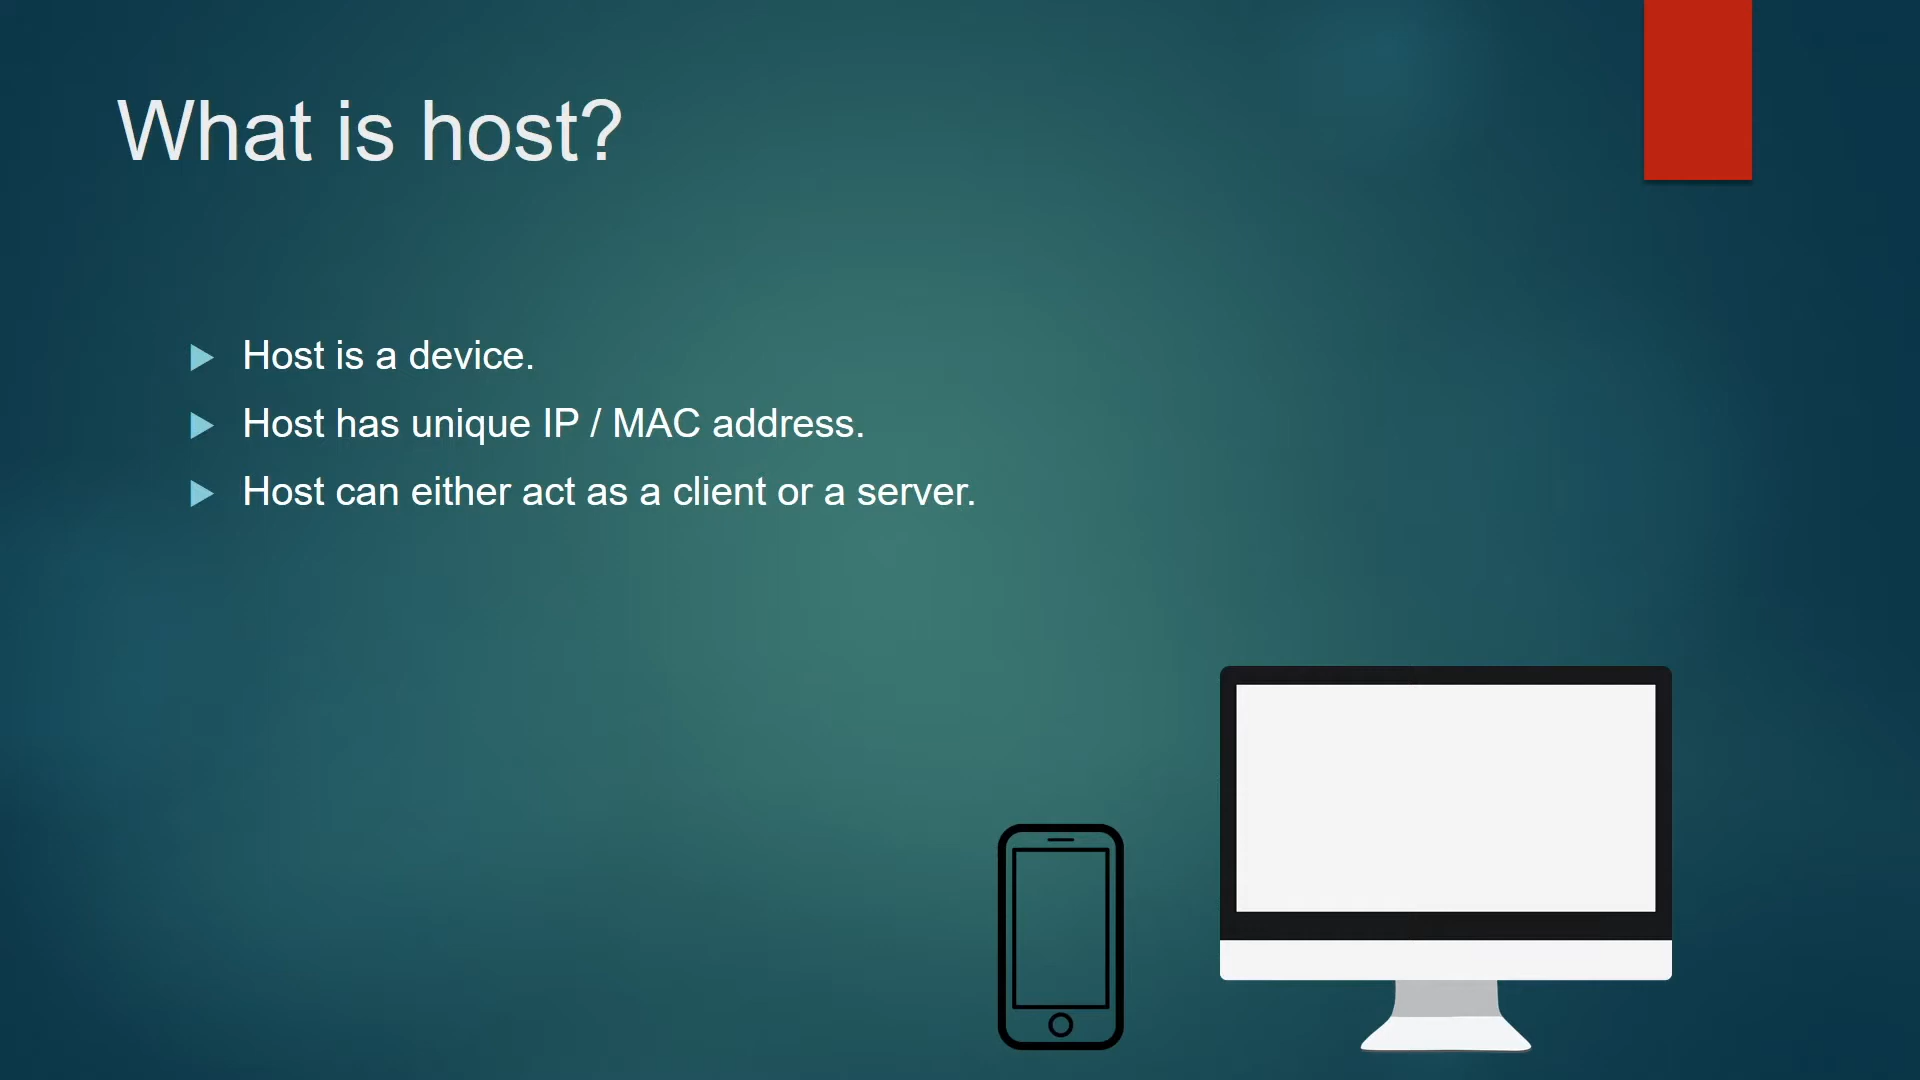 What is host?
Host is a device.
Host has unique IP / MAC address.
Host can either act as a client or a server.